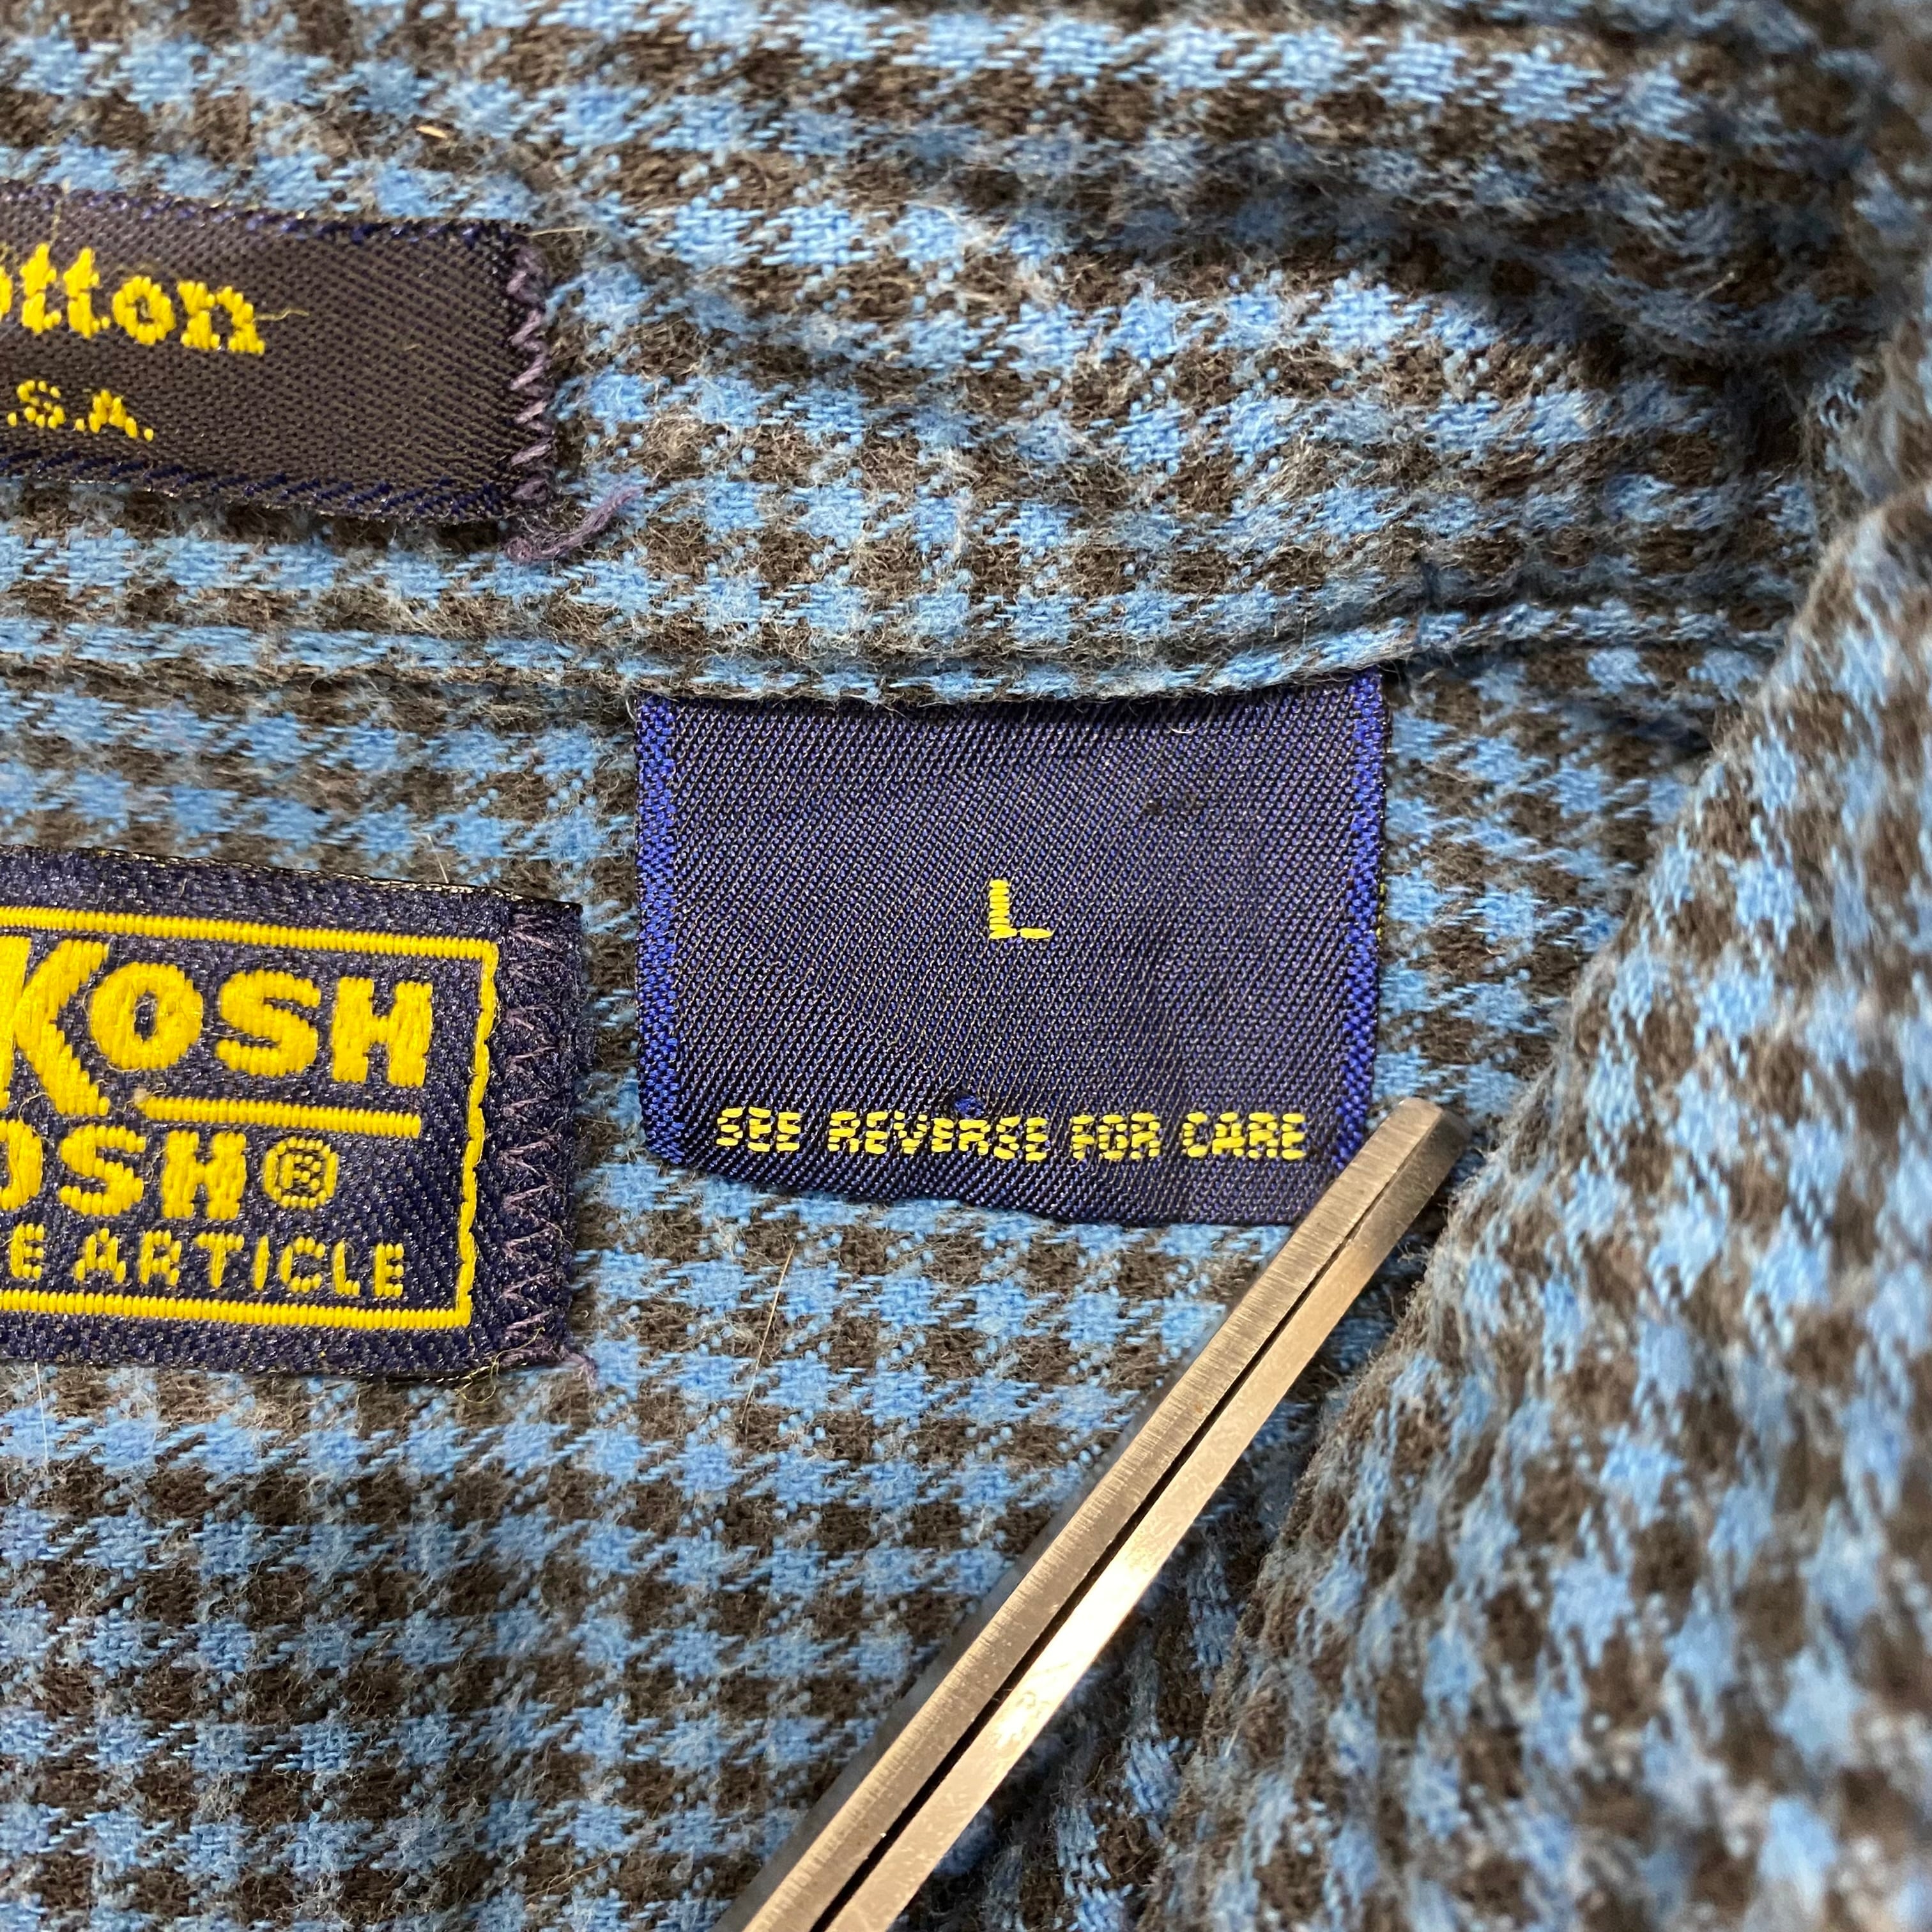 otton
.S.A.
L
SEE REVERSE FOR CARE
KOSH
OSH®
E ARTICLE